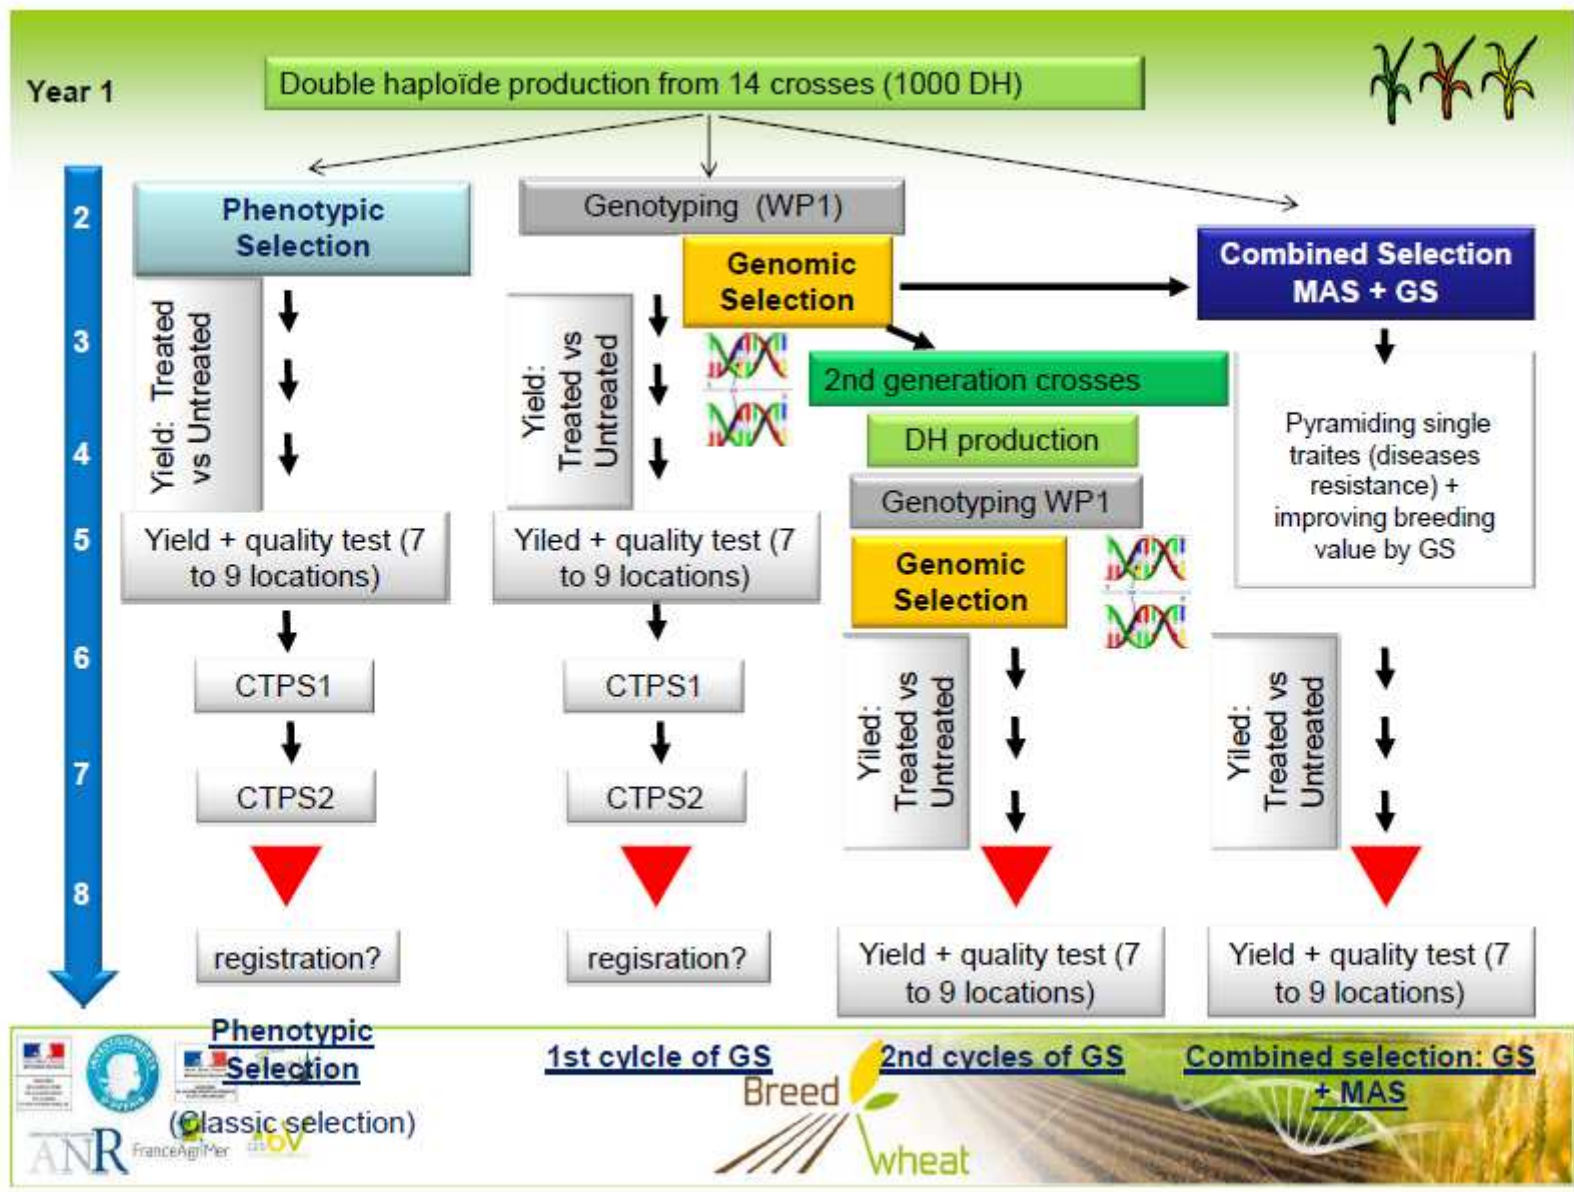 Year 1
Double haploïde production from 14 crosses (1000 DH)
2
3
4
5
6
7
8
Phenotypic
Selection
Yield: Treated
vs Untreated
Yield + quality test (7
to 9 locations)
CTPS1
CTPS2
registration?
Phenotypic
Selection
(Classic selection)
Genotyping (WP1)
Genomic
Selection
Yield:
Treated vs
Untreated
Yiled + quality test (7
to 9 locations)
CTPS1
CTPS2
regisration?
1st cylcle of GS
2nd generation crosses
DH production
Genotyping WP1
Genomic
Selection
Yiled:
Treated vs
Untreated
Yield + quality test (7
to 9 locations)
2nd cycles of GS
Combined Selection
MAS + GS
Pyramiding single
traites (diseases
resistance) +
improving breeding
value by GS
Yiled:
Treated vs
Untreated
Yield + quality test (7
to 9 locations)
Combined selection: GS
+ MAS
ANR
FranceAgriMer
Breed
wheat